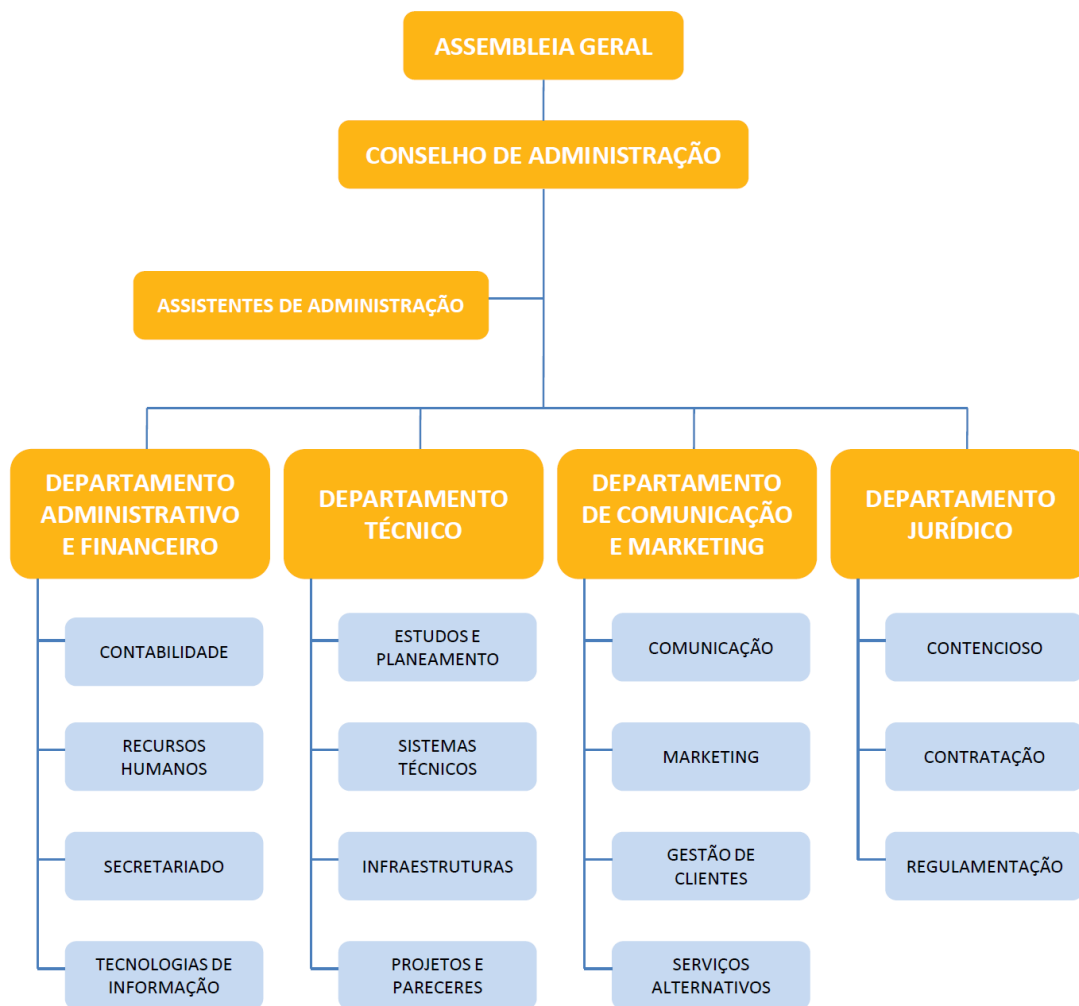 ASSEMBLEIA GERAL
CONSELHO DE ADMINISTRAÇÃO
ASSISTENTES DE ADMINISTRAÇÃO
DEPARTAMENTO
ADMINISTRATIVO
E FINANCEIRO
CONTABILIDADE
RECURSOS
HUMANOS
SECRETARIADO
TECNOLOGIAS DE
INFORMAÇÃO
DEPARTAMENTO
TÉCNICO
ESTUDOS E
PLANEAMENTO
SISTEMAS
TÉCNICOS
INFRAESTRUTURAS
PROJETOS E
PARECERES
DEPARTAMENTO
DE COMUNICAÇÃO
E MARKETING
COMUNICAÇÃO
MARKETING
GESTÃO DE
CLIENTES
SERVIÇOS
ALTERNATIVOS
DEPARTAMENTO
JURÍDICO
CONTENCIOSO
CONTRATAÇÃO
REGULAMENTAÇÃO